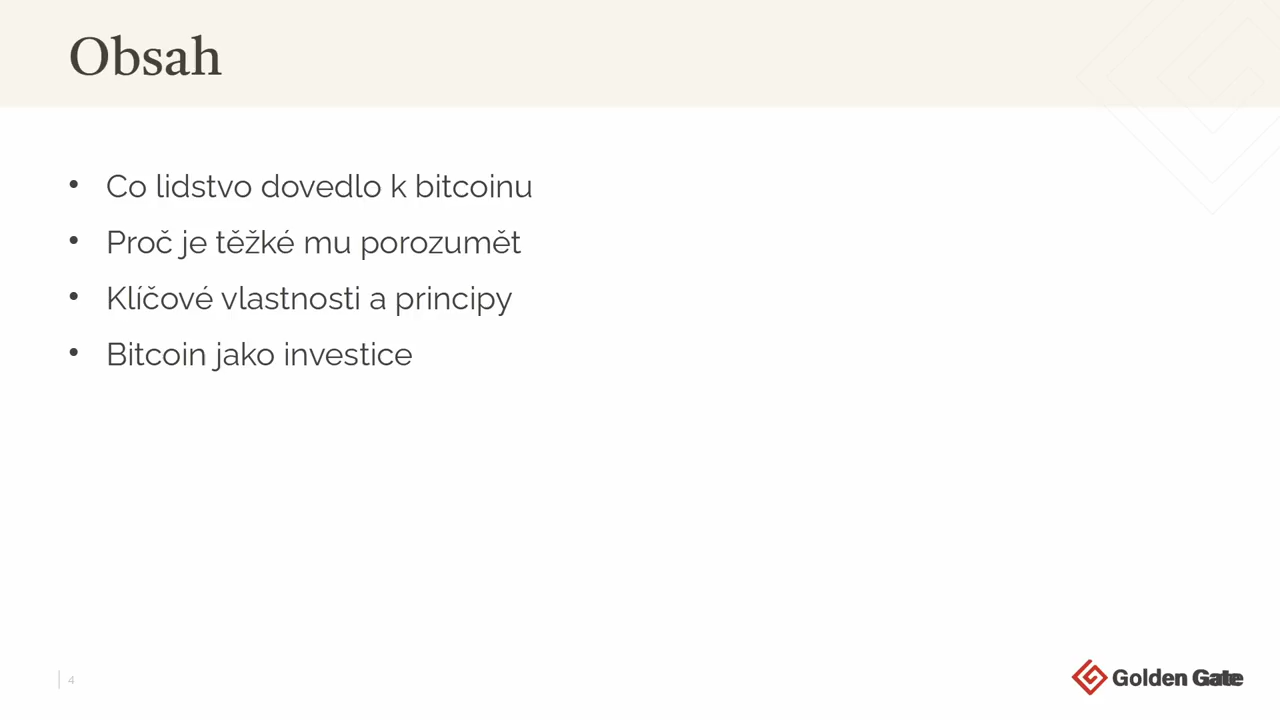 Obsah
• Co lidstvo dovedlo k bitcoinu
• Proč je těžké mu porozumět
• Klíčové vlastnosti a principy
• Bitcoin jako investice
4
Golden Gate